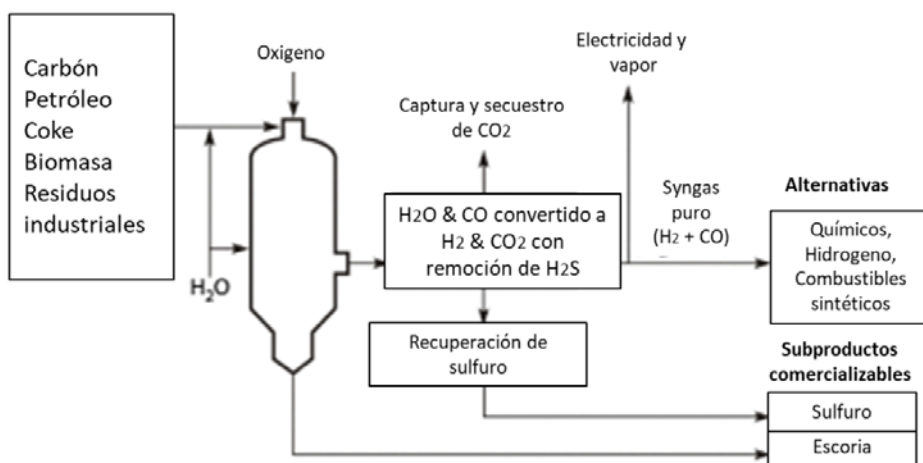 Carbón
Petróleo
Coke
Biomasa
Residuos
industriales
Oxigeno
H2O
Captura y secuestro
de CO2
Electricidad y
vapor
H2O & CO convertido a
H2 & CO2 con
remoción de H2S
Recuperación de
sulfuro
Syngas
puro
(H2 + CO)
Alternativas
Químicos,
Hidrogeno,
Combustibles
sintéticos
Subproductos
comercializables
Sulfuro
Escoria